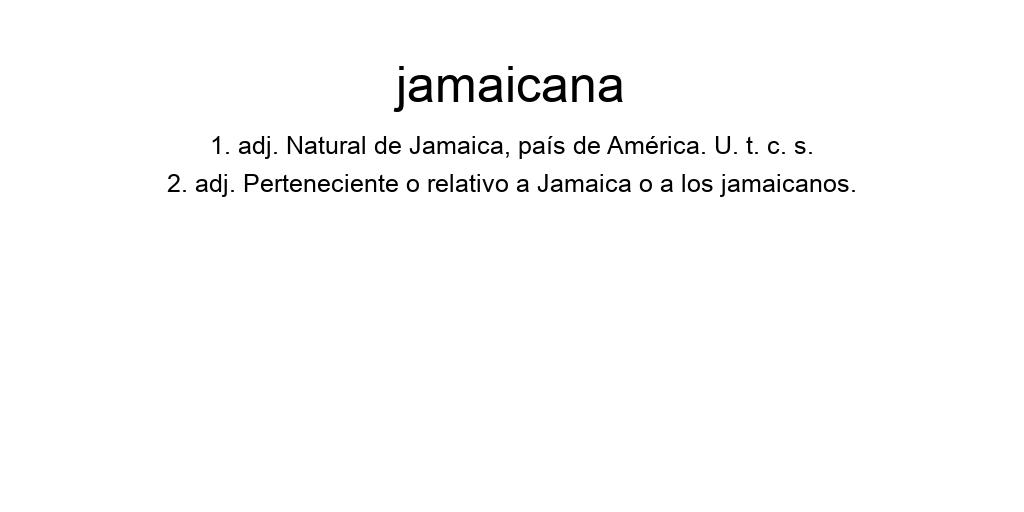 jamaicana
1. adj. Natural de Jamaica, país de América. U. t. c. s.
2. adj. Perteneciente o relativo a Jamaica o a los jamaicanos.